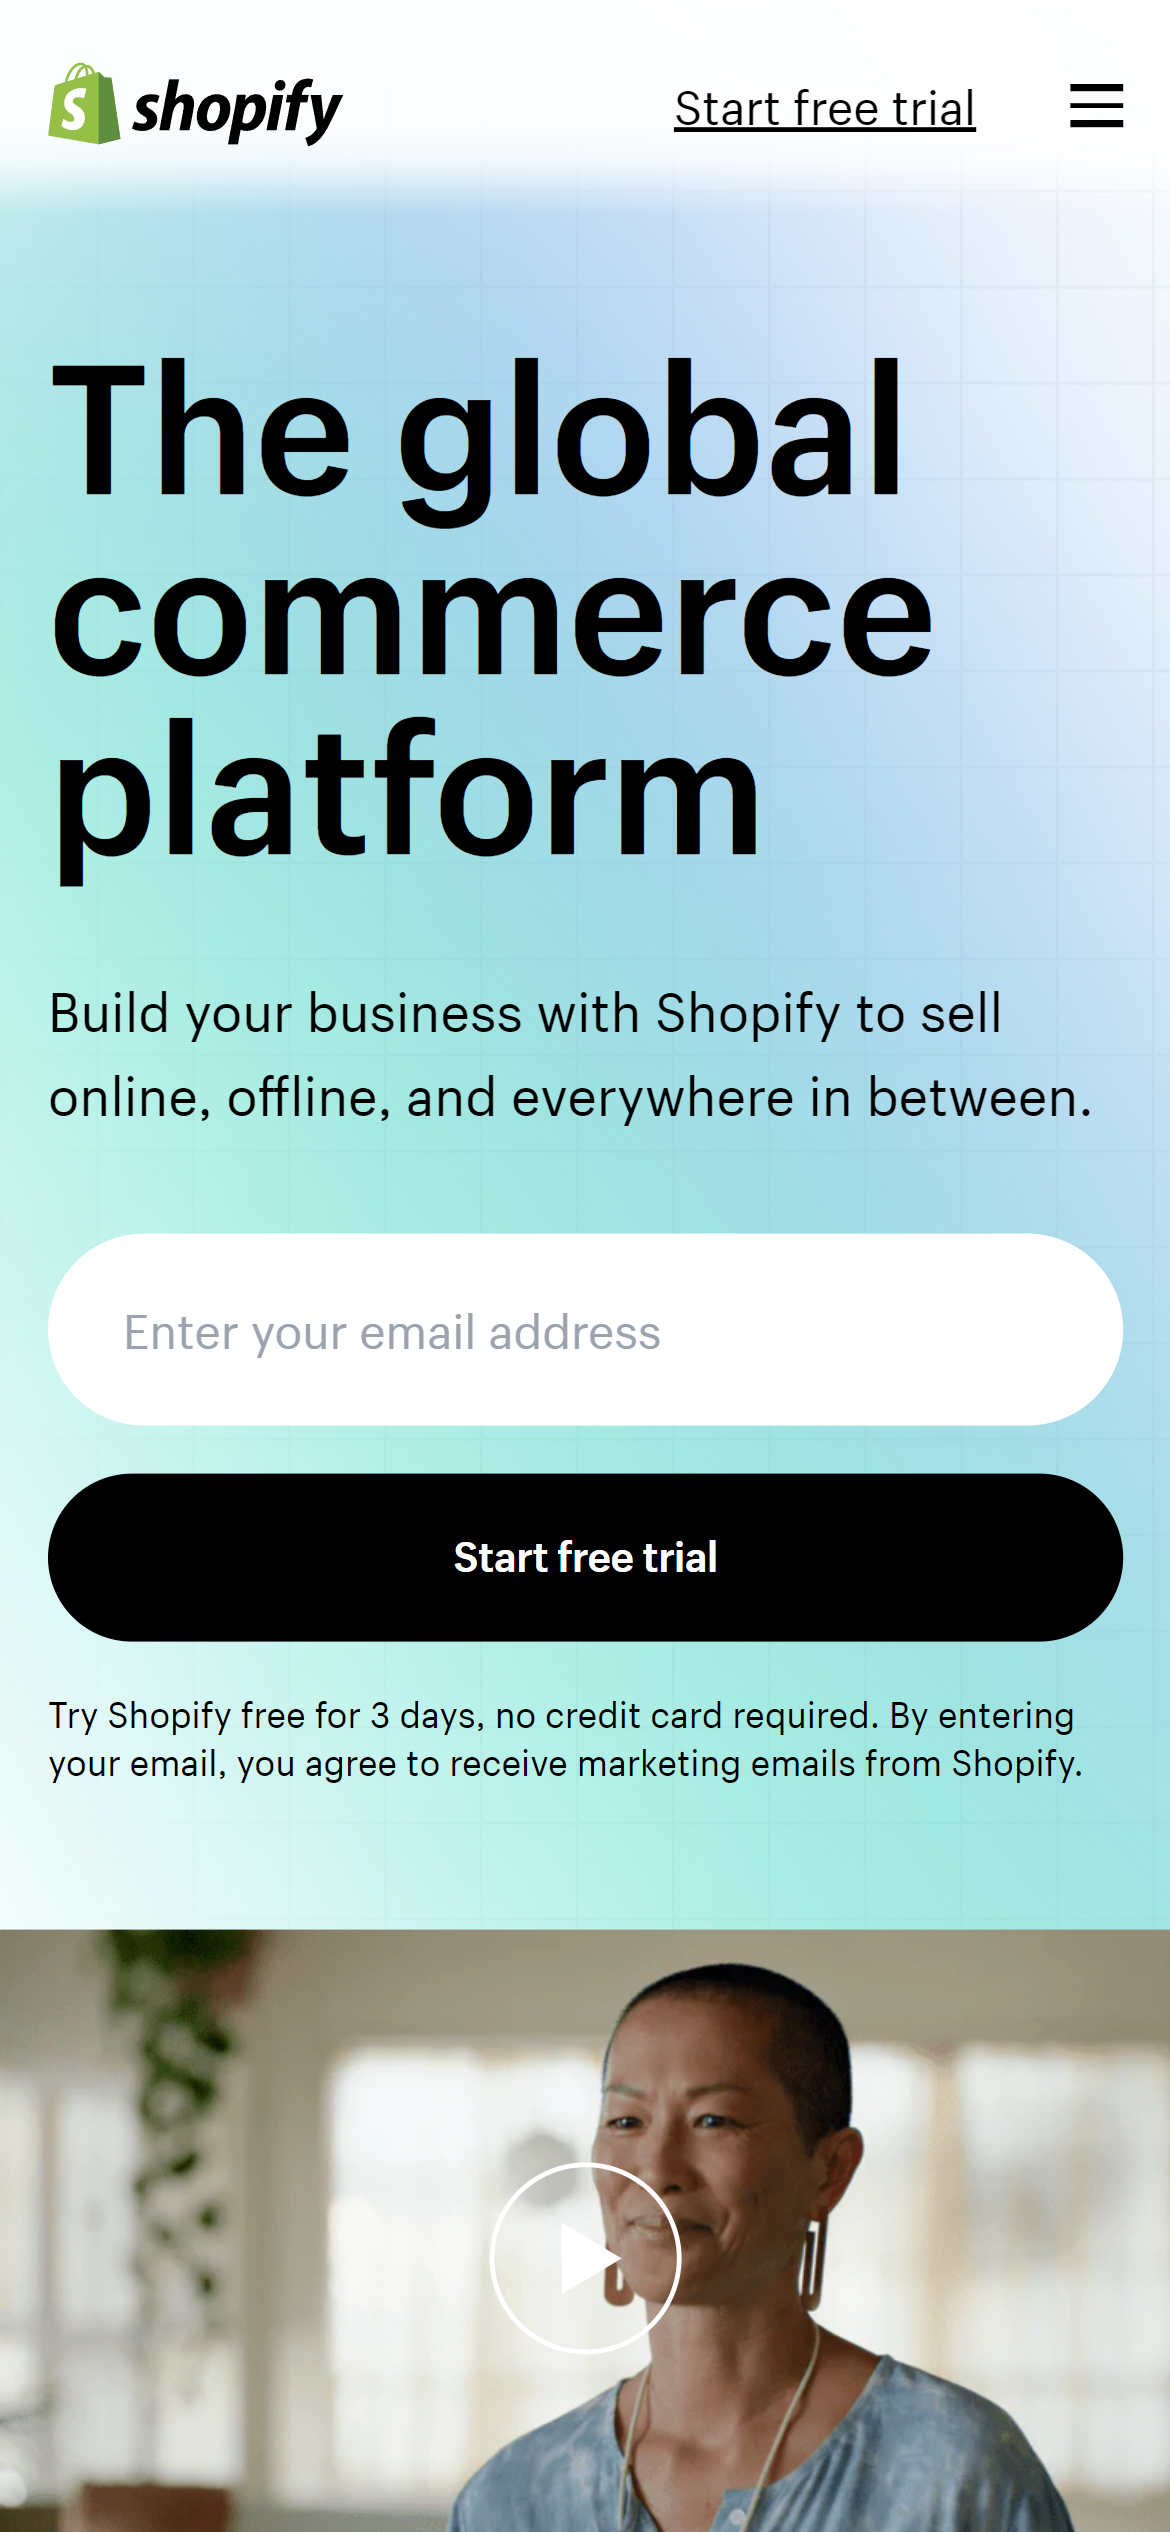 shopify
Start free trial
The global
commerce
platform
Build your business with Shopify to sell
online, offline, and everywhere in between.
Enter your email address
Start free trial
Try Shopify free for 3 days, no credit card required. By entering
your email, you agree to receive marketing emails from Shopify.